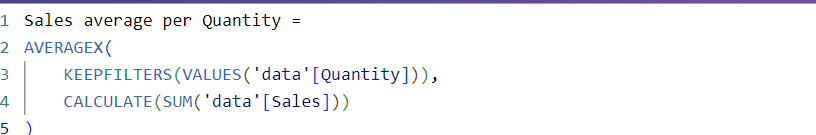 1 Sales average per Quantity =
2 AVERAGEX(
3 KEEPFILTERS(VALUES('data'[Quantity])),
4 CALCULATE(SUM('data'[Sales]))
5 )